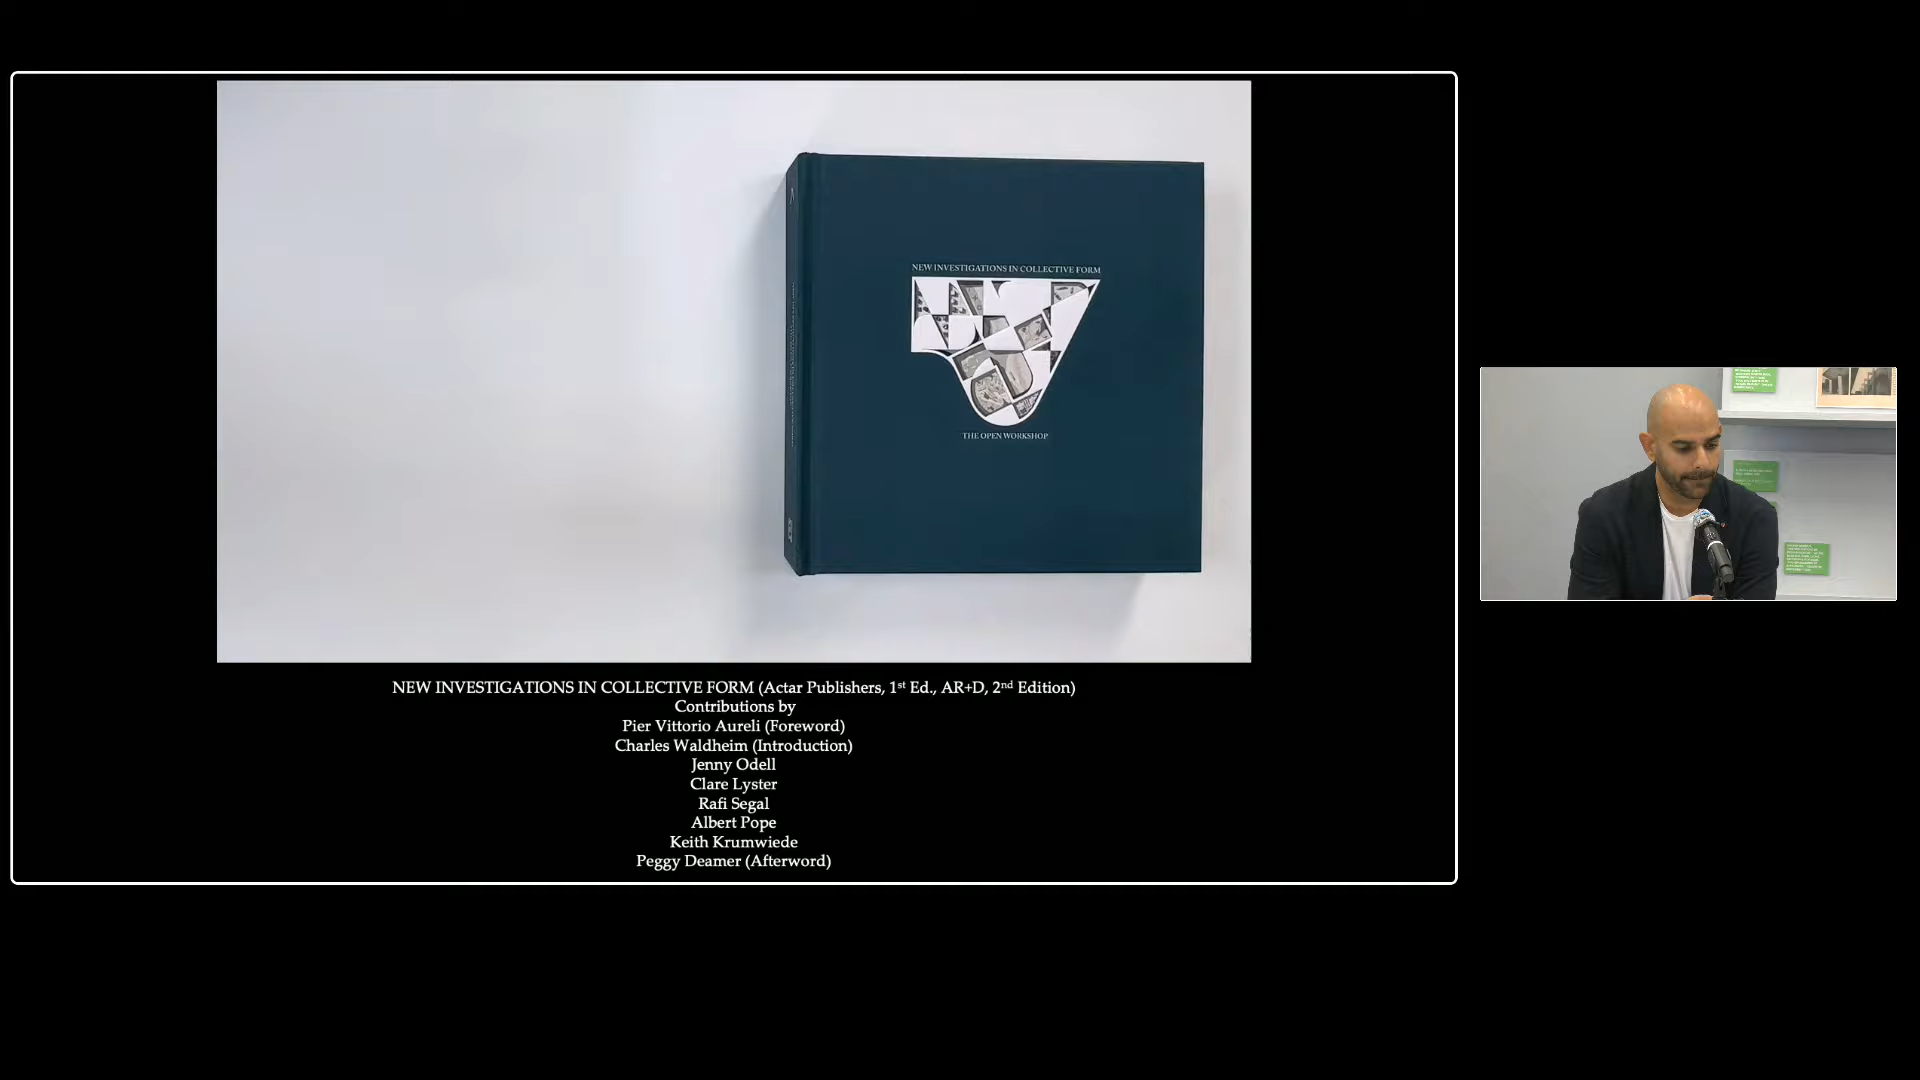 NEW INVESTIGATIONS IN COLLECTIVE FORM
THE OPEN WORKSHOP
NEW INVESTIGATIONS IN COLLECTIVE FORM (Actar Publishers, 1st Ed., AR+D, 2nd Edition)
Contributions by
Pier Vittorio Aureli (Foreword)
Charles Waldheim (Introduction)
Jenny Odell
Clare Lyster
Rafi Segal
Albert Pope
Keith Krumwiede
Peggy Deamer (Afterword)